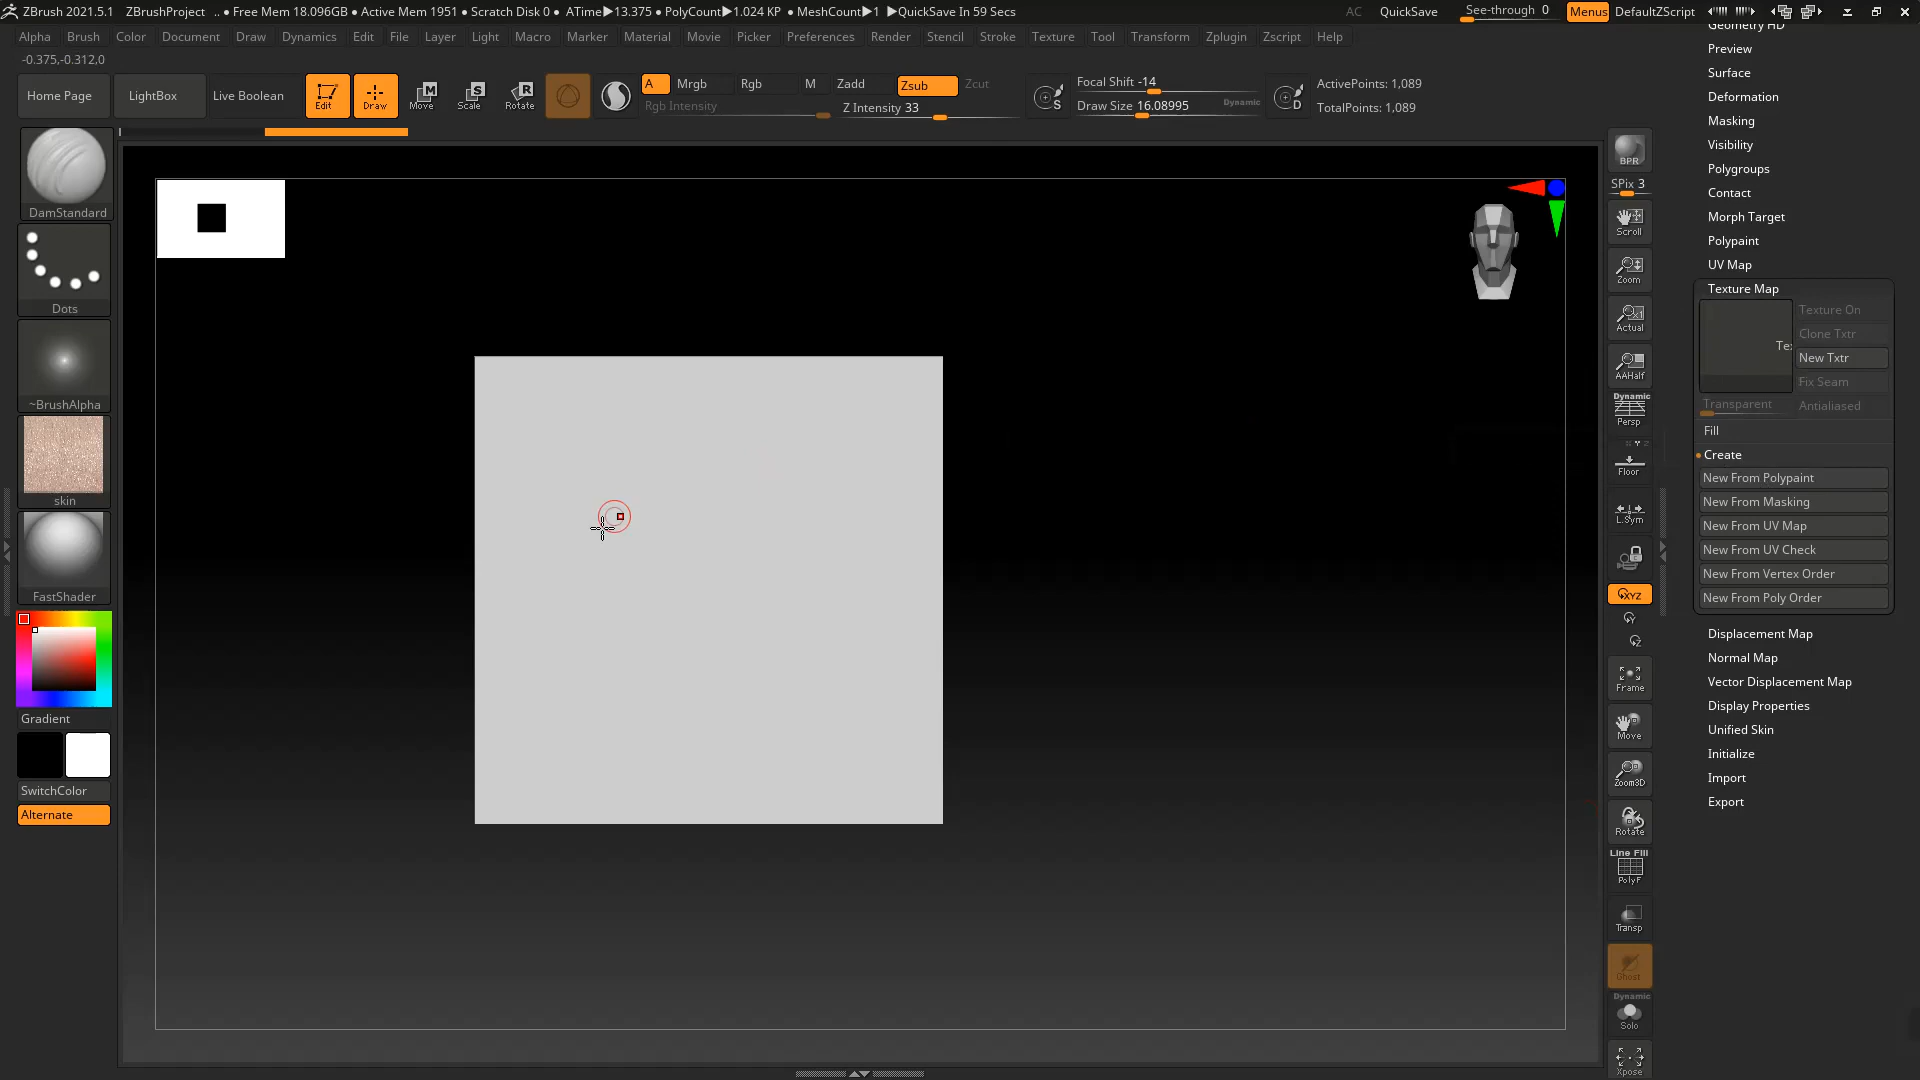 ZBrush 2021.5.1 ZBrushProject .. • Free Mem 18.096GB • Active Mem 1951 • Scratch Disk 0 • ATime▶13.375 • PolyCount▶1.024 KP • MeshCount▶1 ▶QuickSave In 59 Secs AC QuickSave See-through 0 Menus DefaultZScript
Alpha Brush Color Document Draw Dynamics Edit File Layer Light Macro Marker Material Movie Picker Preferences Render Stencil Stroke Texture Tool Transform Zplugin Zscript Help
-0.375,-0.312,0
Home Page LightBox Live Boolean Edit Draw Move Scale Rotate
A Mrgb Rgb M Zadd Zsub Zcut
Rgb Intensity Z Intensity 33
Focal Shift -14
Draw Size 16.08995 Dynamic
ActivePoints: 1,089
TotalPoints: 1,089
DamStandard
Dots
~BrushAlpha
skin
FastShader
Gradient
SwitchColor
Alternate
BPR
SPix 3
Scroll
Zoom
Actual
AAHalf
Dynamic
Persp
Floor
L.Sym
XYZ
Y
Z
Frame
Move
Zoom3D
Rotate
Line Fill
PolyF
Transp
Ghost
Dynamic
Solo
Xpose
Geometry HD
Preview
Surface
Deformation
Masking
Visibility
Polygroups
Contact
Morph Target
Polypaint
UV Map
Texture Map
Texture On
Clone Txtr
Te
New Txtr
Fix Seam
Transparent Antialiased
Fill
Create
New From Polypaint
New From Masking
New From UV Map
New From UV Check
New From Vertex Order
New From Poly Order
Displacement Map
Normal Map
Vector Displacement Map
Display Properties
Unified Skin
Initialize
Import
Export